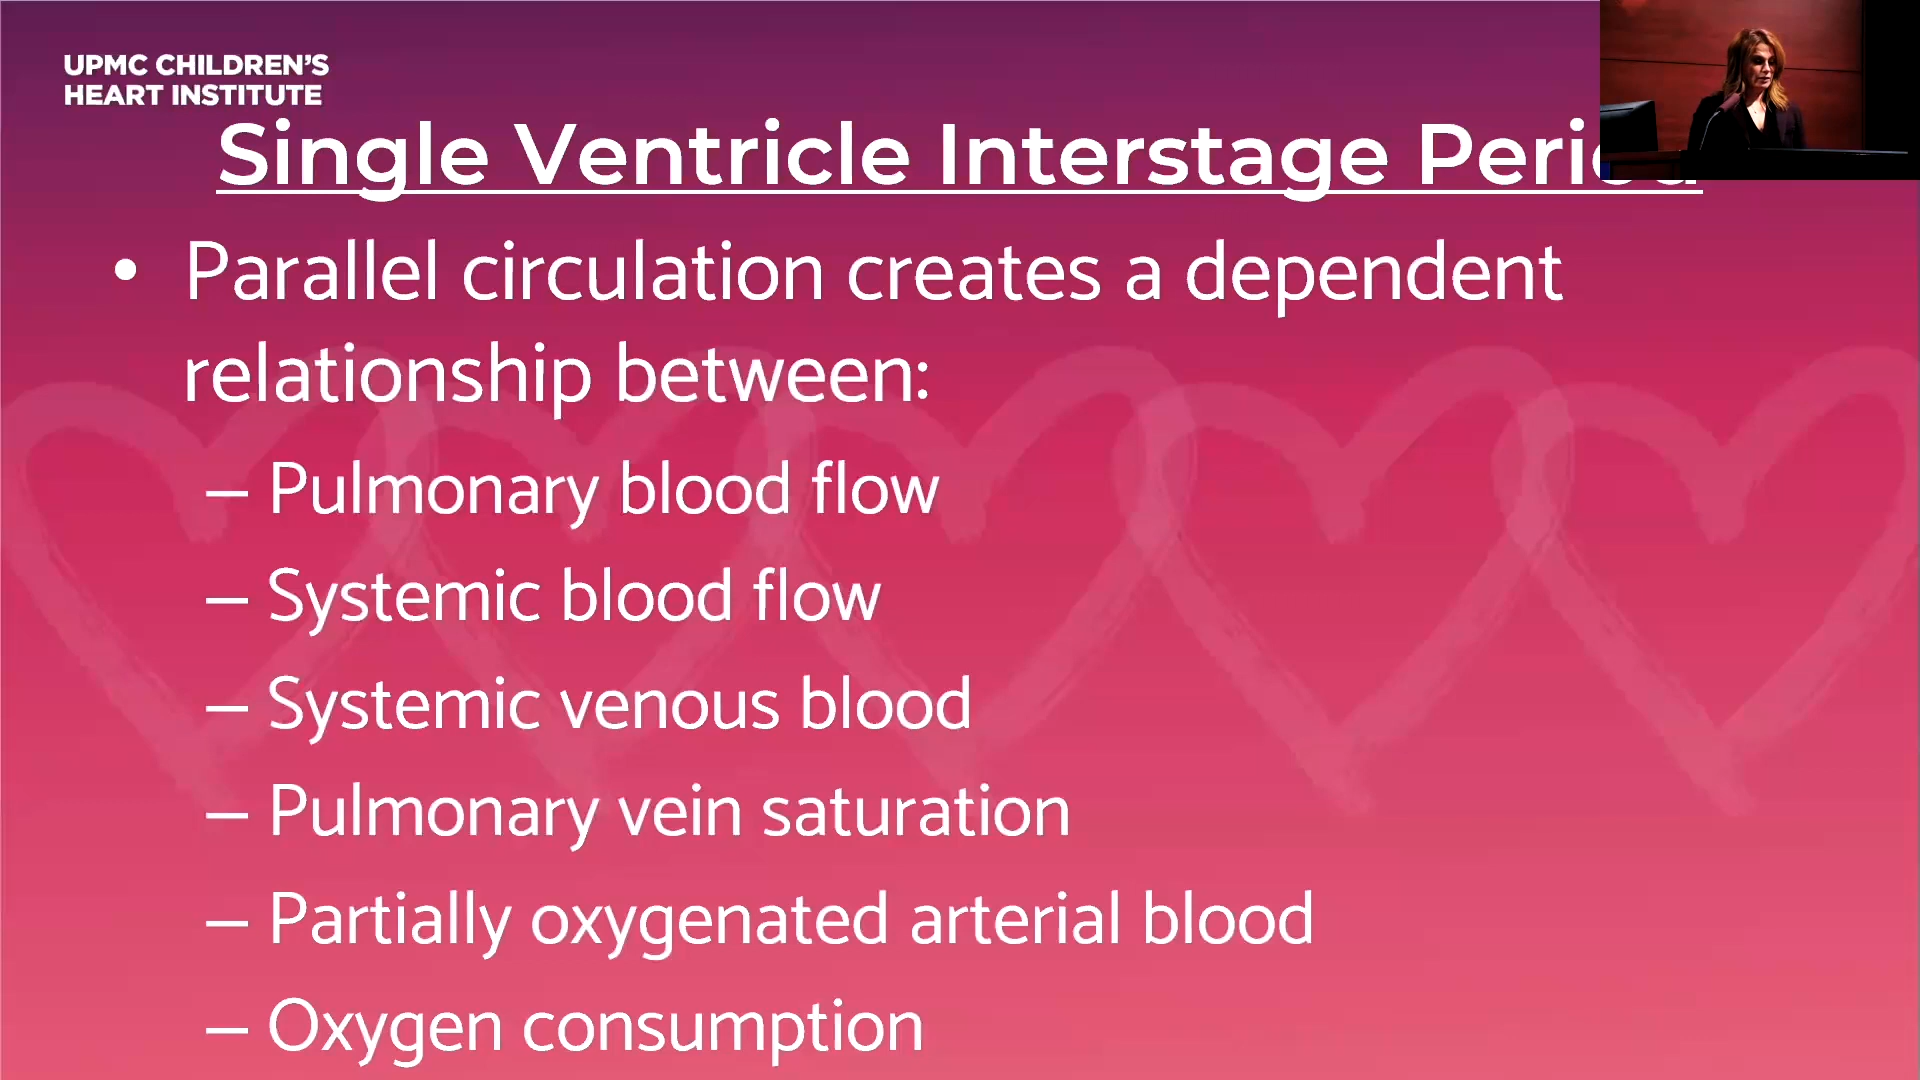 UPMC CHILDREN'S
HEART INSTITUTE
Single Ventricle Interstage
• Parallel circulation creates a dependent
relationship between:
– Pulmonary blood flow
– Systemic blood flow
– Systemic venous blood
– Pulmonary vein saturation
– Partially oxygenated arterial blood
– Oxygen consumption